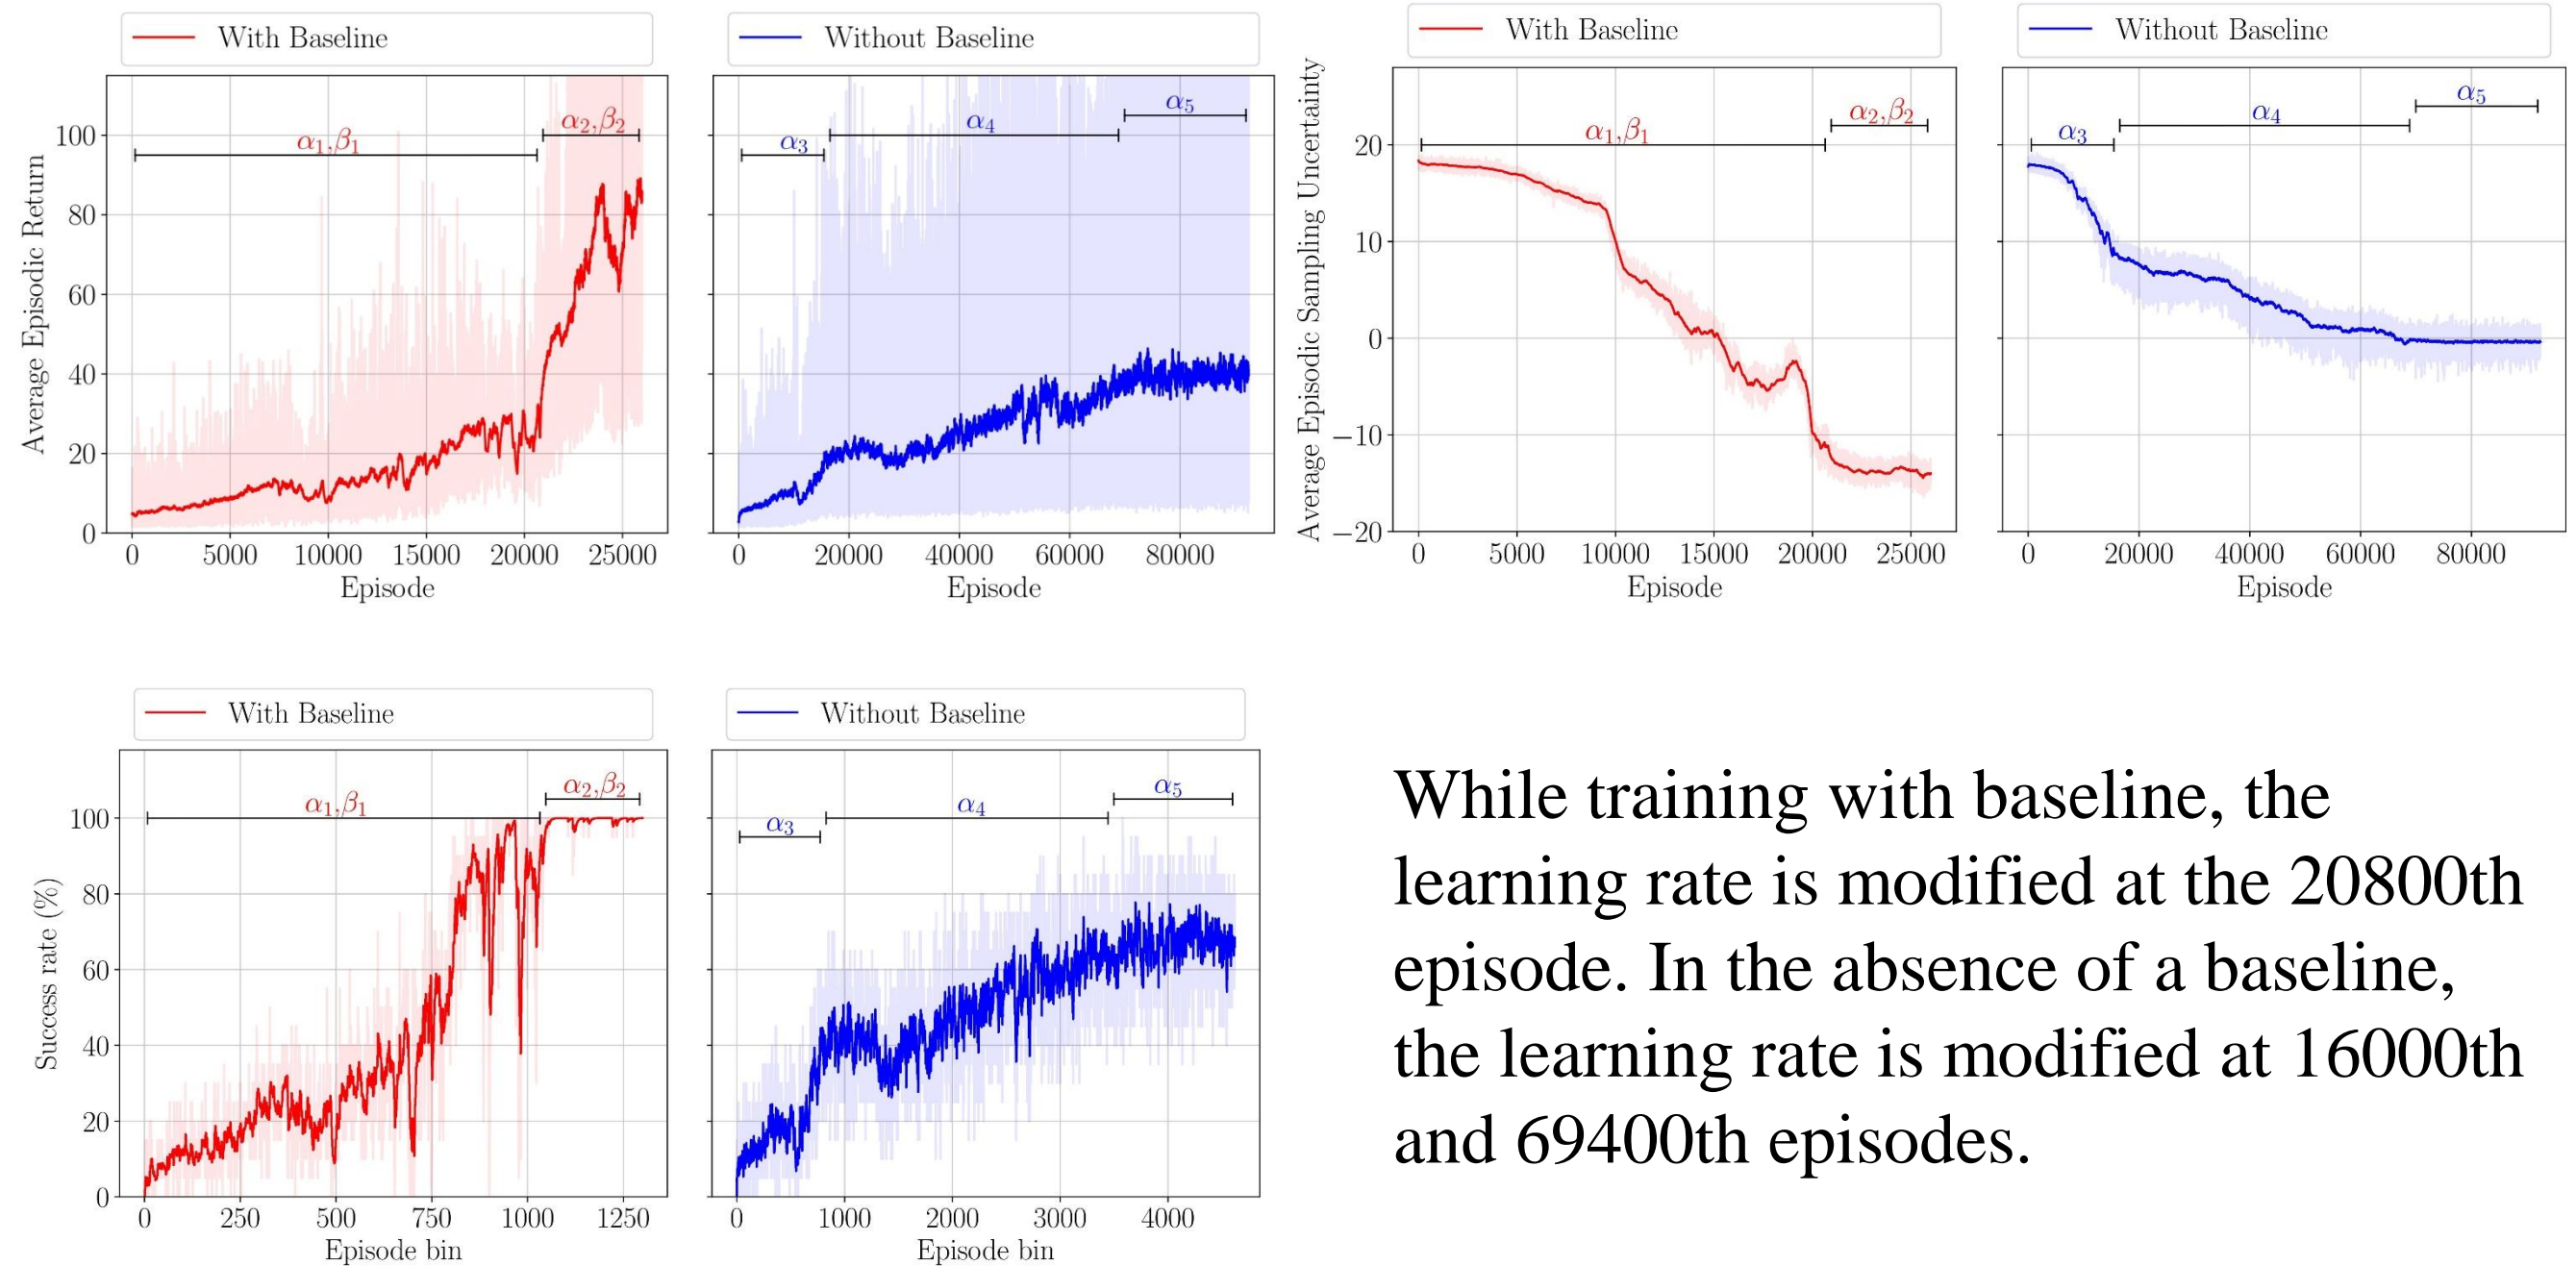 With Baseline
Without Baseline
Average Episodic Return
100
80
60
40
20
0
α₁,β₁
α₂,β₂
α₃
α₄
α₅
0 5000 10000 15000 20000 25000
Episode
0 20000 40000 60000 80000
Episode
With Baseline
Without Baseline
Average Episodic Sampling Uncertainty
20
10
0
−10
−20
α₁,β₁
α₂,β₂
α₃
α₄
α₅
0 5000 10000 15000 20000 25000
Episode
0 20000 40000 60000 80000
Episode
With Baseline
Without Baseline
Success rate (%)
100
80
60
40
20
0
α₁,β₁
α₂,β₂
α₃
α₄
α₅
0 250 500 750 1000 1250
Episode bin
0 1000 2000 3000 4000
Episode bin
While training with baseline, the
learning rate is modified at the 20800th
episode. In the absence of a baseline,
the learning rate is modified at 16000th
and 69400th episodes.